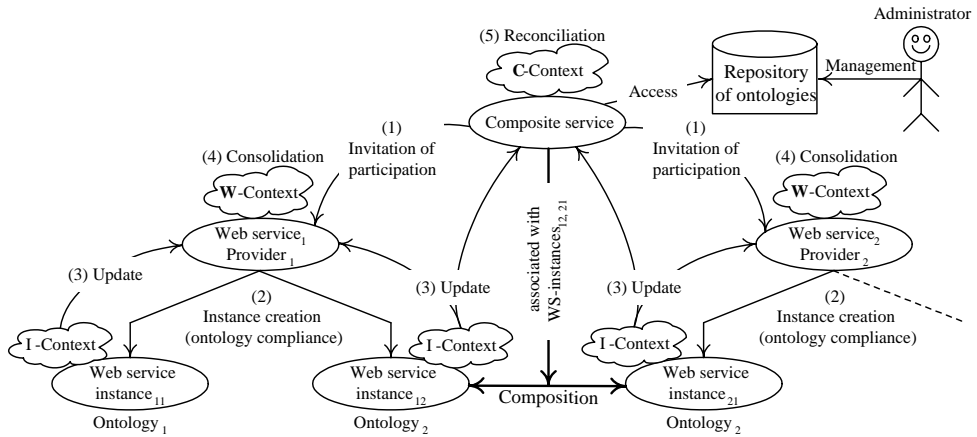 Administrator
(5) Reconciliation
C-Context
Management
Repository
of ontologies
Access
Composite service
(1)
Invitation of
participation
(1)
Invitation of
participation
(4) Consolidation
W-Context
(4) Consolidation
W-Context
Web service1
Provider1
Web service2
Provider2
associated with
WS-instances12, 21
(3) Update
(3) Update
(3) Update
(2)
Instance creation
(ontology compliance)
(2)
Instance creation
(ontology compliance)
I -Context
I -Context
I -Context
Web service
instance11
Web service
instance12
Web service
instance21
Composition
Ontology1
Ontology2
Ontology2